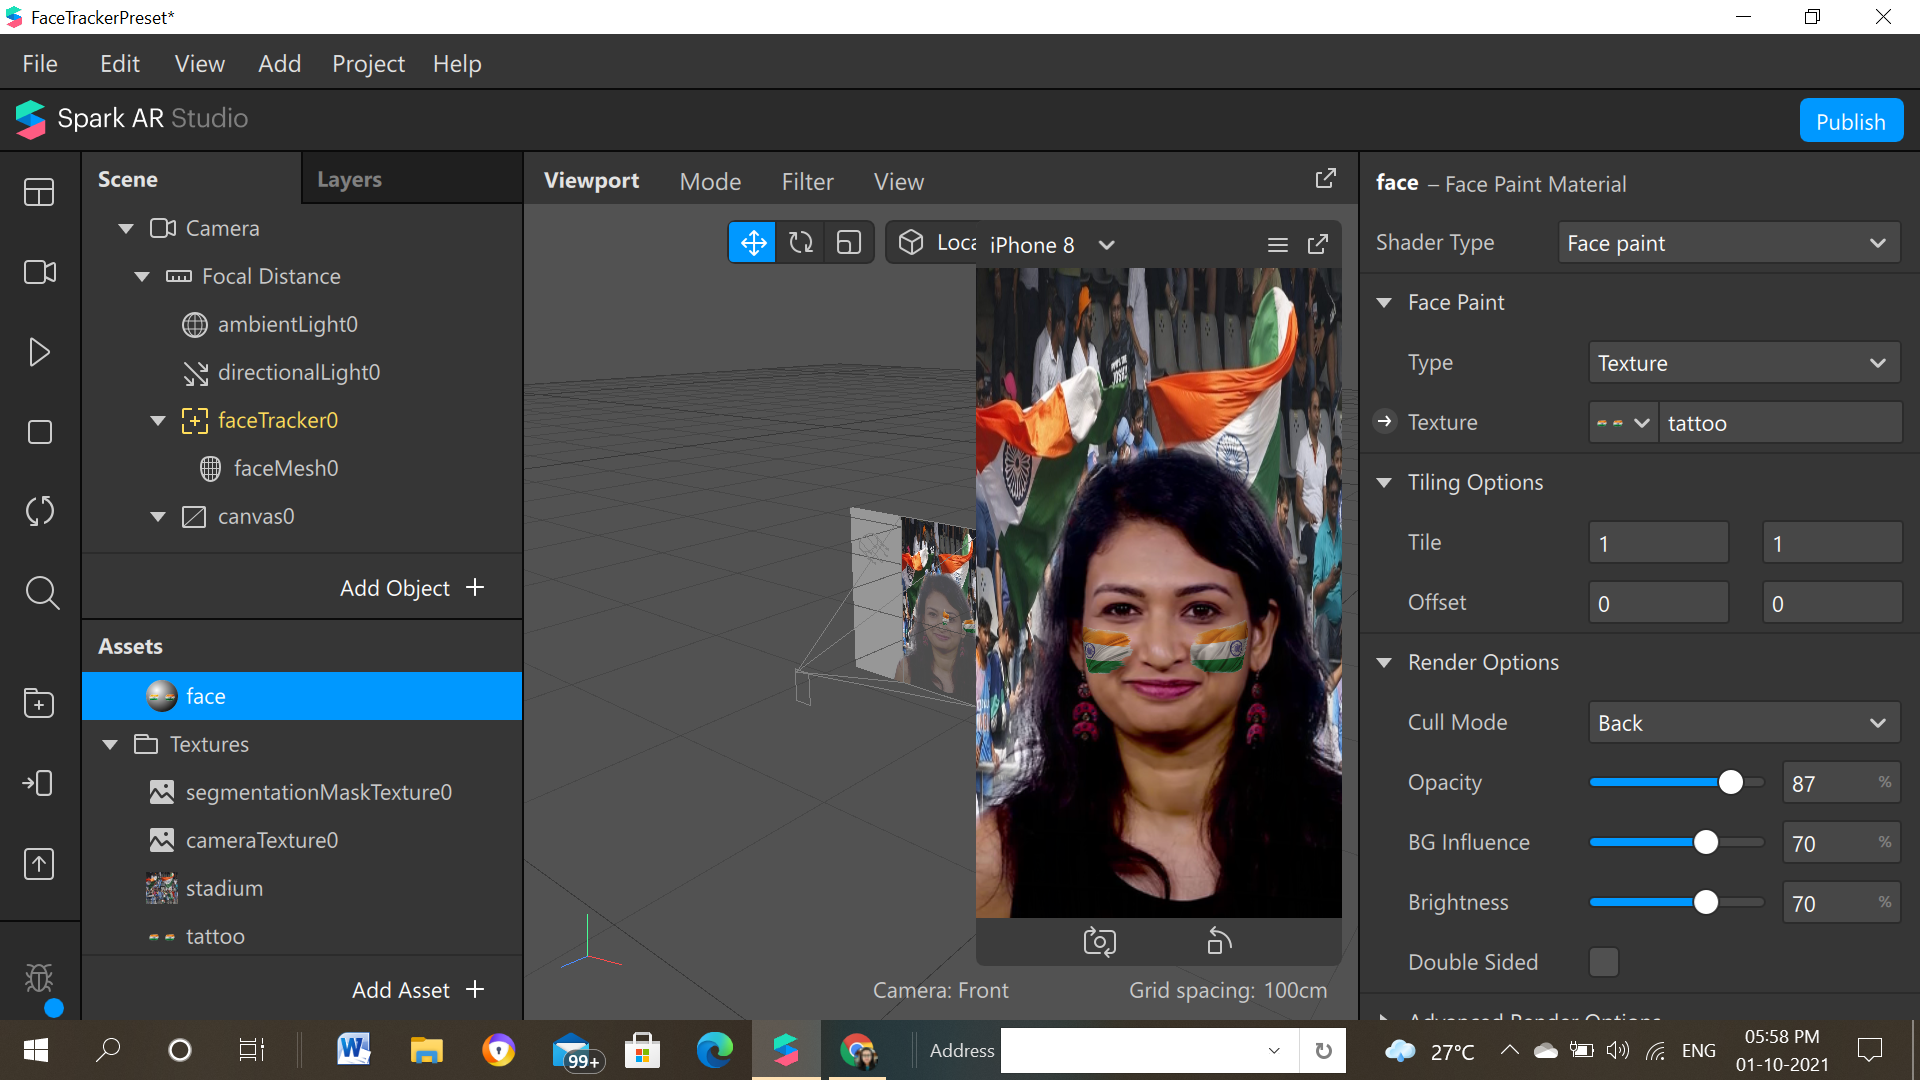 FaceTrackerPreset*
File Edit View Add Project Help
Spark AR Studio
Publish
Scene Layers
Camera
Focal Distance
ambientLight0
directionalLight0
faceTracker0
faceMesh0
canvas0
Add Object +
Assets
face
Textures
segmentationMaskTexture0
cameraTexture0
stadium
tattoo
Add Asset +
Viewport Mode Filter View
Loca
iPhone 8
Camera: Front
Grid spacing: 100cm
face – Face Paint Material
Shader Type Face paint
Face Paint
Type Texture
Texture tattoo
Tiling Options
Tile 1 1
Offset 0 0
Render Options
Cull Mode Back
Opacity 87 %
BG Influence 70 %
Brightness 70 %
Double Sided
Advanced Render Options
99+
Address
27°C
ENG
05:58 PM
01-10-2021